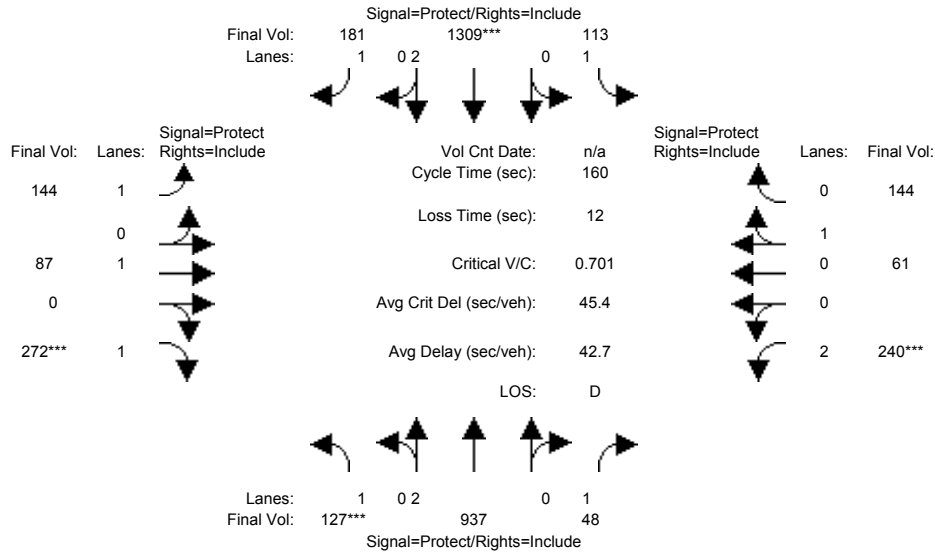 Signal=Protect/Rights=Include
Final Vol: 181 1309*** 113
Lanes: 1 0 2 0 1
Signal=Protect Signal=Protect
Final Vol: Lanes: Rights=Include Vol Cnt Date: n/a Rights=Include Lanes: Final Vol:
Cycle Time (sec): 160
144 1 0 144
Loss Time (sec): 12
0 1
87 1 Critical V/C: 0.701 0 61
0 Avg Crit Del (sec/veh): 45.4 0
272*** 1 Avg Delay (sec/veh): 42.7 2 240***
LOS: D
Lanes: 1 0 2 0 1
Final Vol: 127*** 937 48
Signal=Protect/Rights=Include